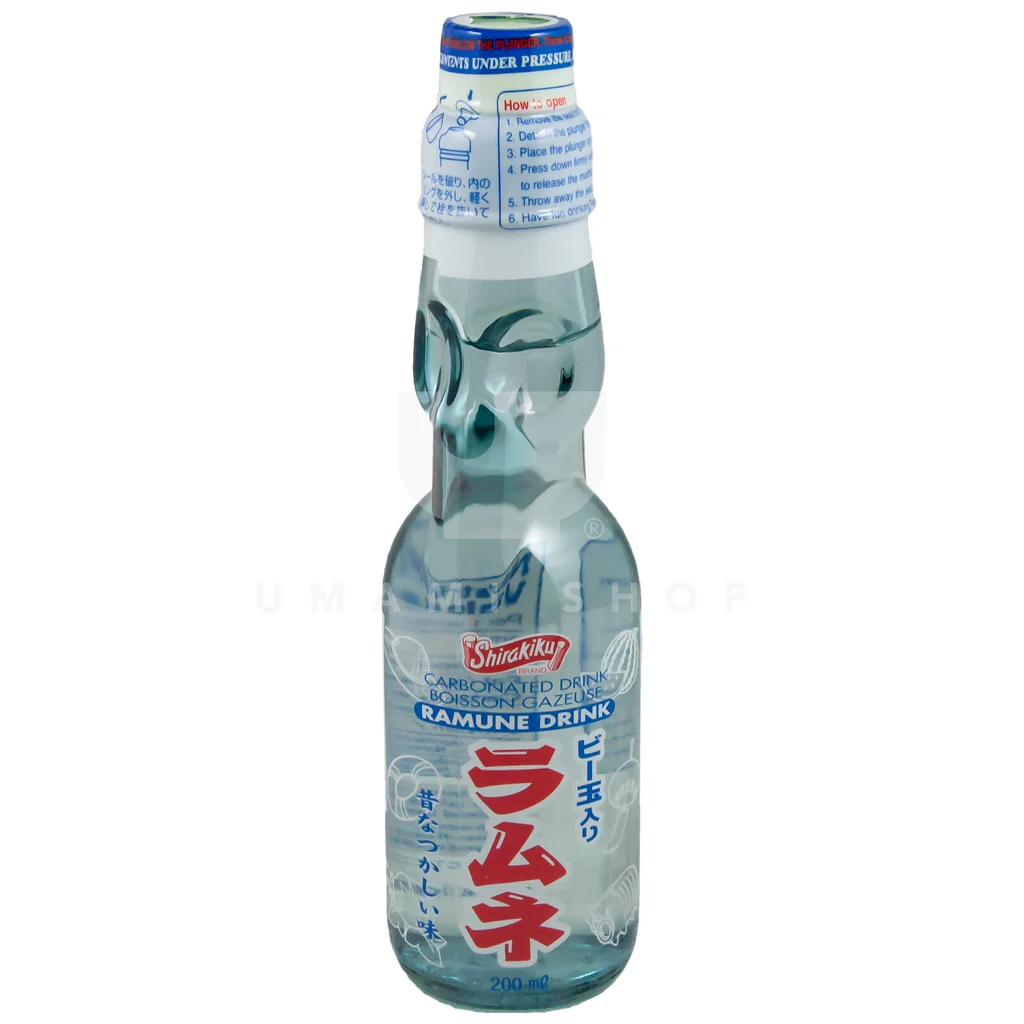 THE PLUNGER.
CONTENTS UNDER PRESSURE
How to open
1. Remove the
2. Detach the plunger
3. Place the plunger
4. Press down firmly
to release the
5. Throw away the
6. Have fun drinking
ールを破り、内の
ングを外し、軽く
して栓を抜いて
®
UMAMI SHOP
Shirakiku
BRAND
CARBONATED DRINK
BOISSON GAZEUSE
RAMUNE DRINK
ビー玉入り
ラムネ
昔なつかしい味
200 ml